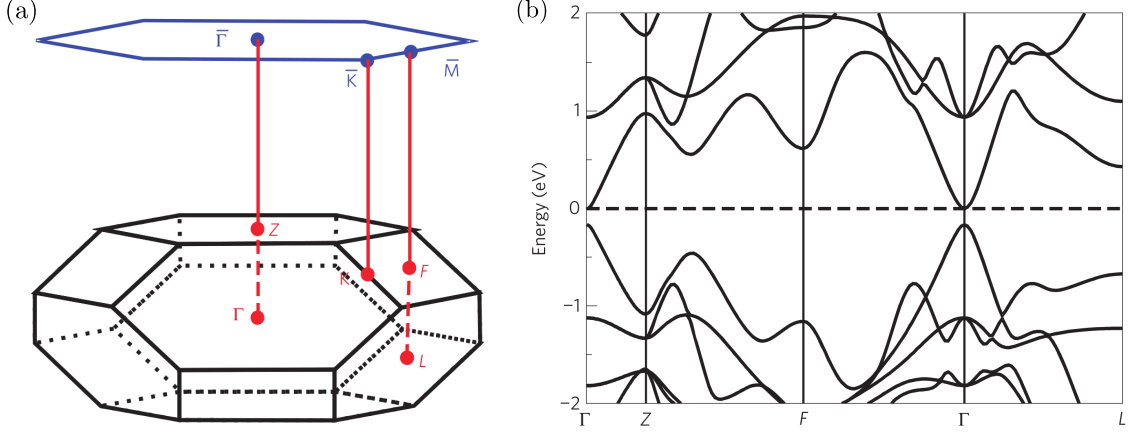 (a)
Γ̅
K̅
M̅
Z
K
F
Γ
L
(b)
Energy (eV)
2
1
0
−1
−2
Γ
Z
F
Γ
L